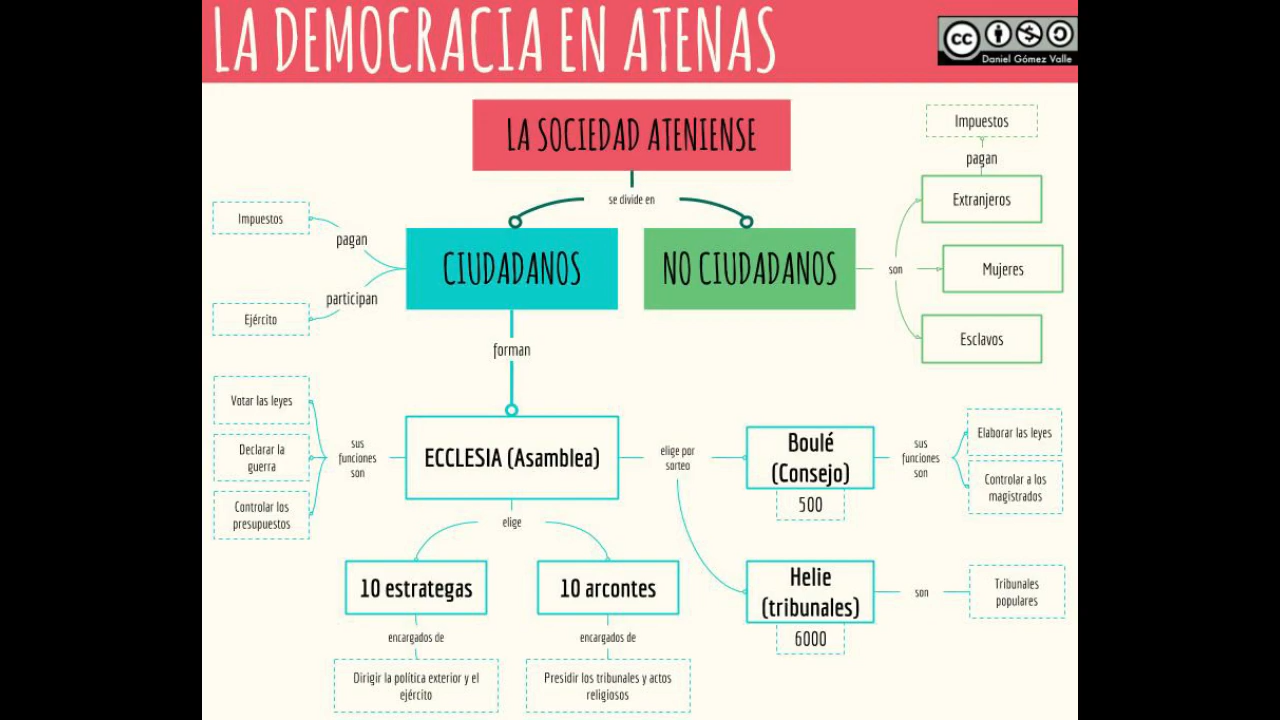 LA DEMOCRACIA EN ATENAS
cc
Daniel Gómez Valle
LA SOCIEDAD ATENIENSE
se divide en
CIUDADANOS
NO CIUDADANOS
Impuestos
pagan
participan
Ejército
son
Impuestos
pagan
Extranjeros
Mujeres
Esclavos
forman
ECCLESIA (Asamblea)
sus
funciones
son
Votar las leyes
Declarar la
guerra
Controlar los
presupuestos
elige por
sorteo
Boulé
(Consejo)
500
sus
funciones
son
Elaborar las leyes
Controlar a los
magistrados
Helie
(tribunales)
6000
son
Tribunales
populares
elige
10 estrategas
encargados de
Dirigir la política exterior y el
ejército
10 arcontes
encargados de
Presidir los tribunales y actos
religiosos